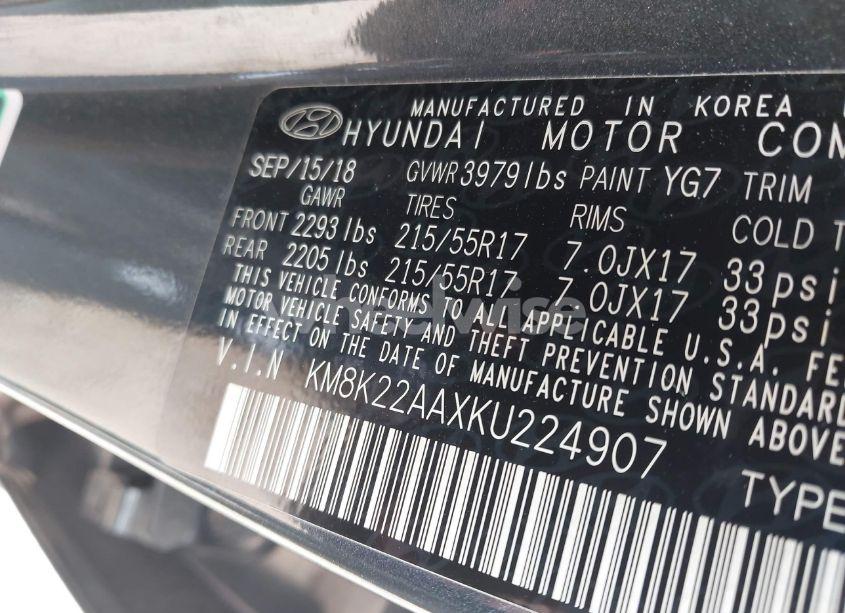 MANUFACTURED IN KOREA
HYUNDAI MOTOR COM
SEP/15/18 GVWR 3979 lbs PAINT YG7 TRIM
GAWR TIRES RIMS COLD T
FRONT 2293 lbs 215/55R17 7.0JX17 33psi
REAR 2205 lbs 215/55R17 7.0JX17 33psi
THIS VEHICLE CONFORMS TO ALL APPLICABLE U.S.A. FE
MOTOR VEHICLE SAFETY AND THEFT PREVENTION STANDARD
IN EFFECT ON THE DATE OF MANUFACTURE SHOWN ABOVE
V.I.N KM8K22AAXKU224907
TYPE